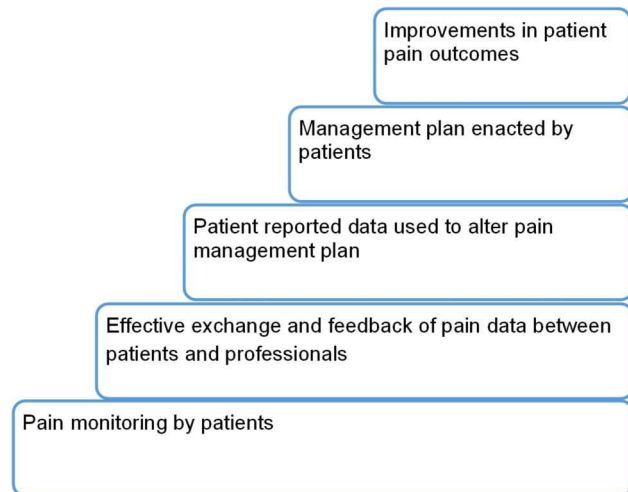 Improvements in patient
pain outcomes
Management plan enacted by
patients
Patient reported data used to alter pain
management plan
Effective exchange and feedback of pain data between
patients and professionals
Pain monitoring by patients